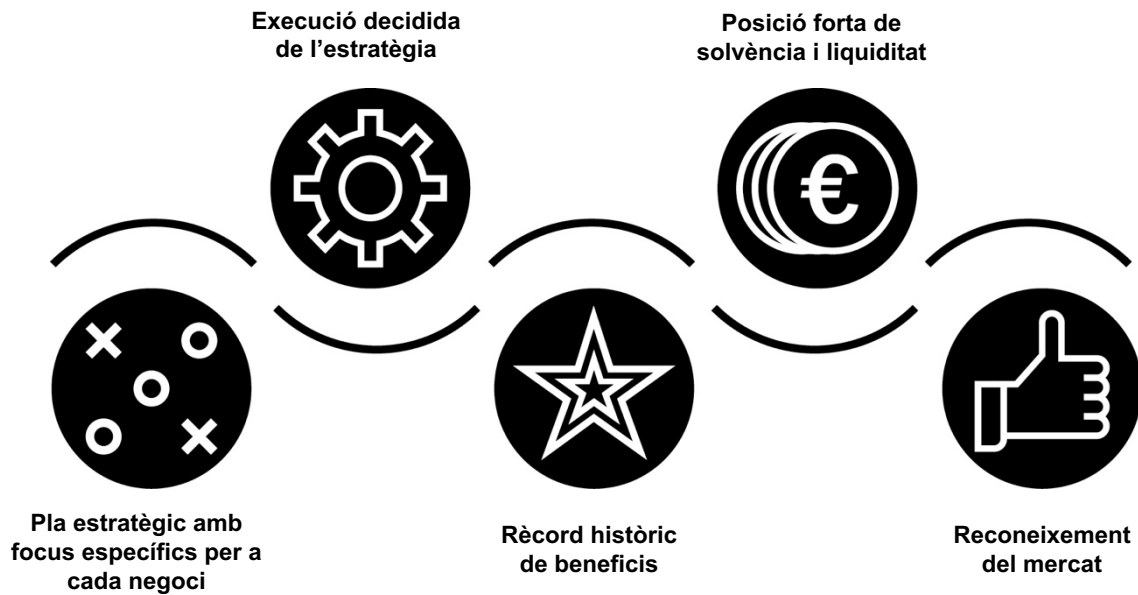 Execució decidida
de l’estratègia
Posició forta de
solvència i liquiditat
€
Pla estratègic amb
focus específics per a
cada negoci
Rècord històric
de beneficis
Reconeixement
del mercat